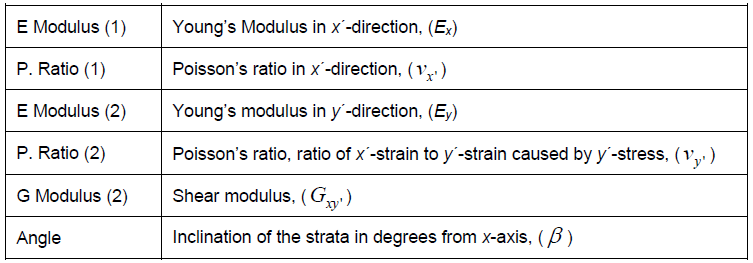 E Modulus (1) Young's Modulus in x´-direction, (Ex)
P. Ratio (1) Poisson's ratio in x´-direction, (νx')
E Modulus (2) Young's modulus in y´-direction, (Ey)
P. Ratio (2) Poisson's ratio, ratio of x´-strain to y´-strain caused by y´-stress, (νy')
G Modulus (2) Shear modulus, (Gxy')
Angle Inclination of the strata in degrees from x-axis, (β)